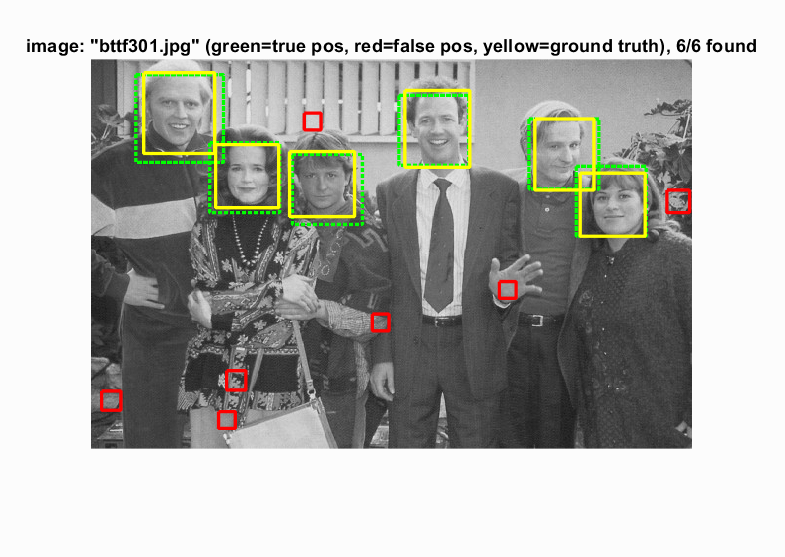 image: "bttf301.jpg" (green=true pos, red=false pos, yellow=ground truth), 6/6 found